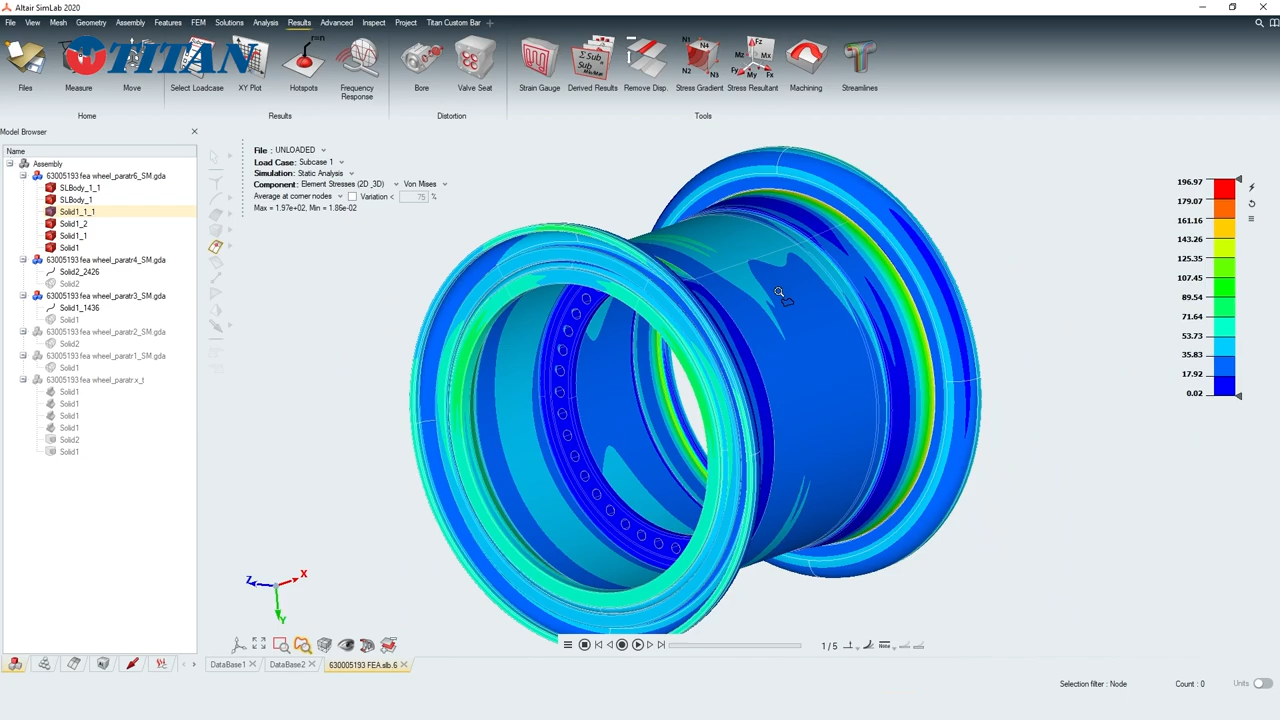 Altair SimLab 2020
File View Mesh Geometry Assembly Features FEM Solutions Analysis Results Advanced Inspect Project Titan Custom Bar
TITAN
Files Measure Move Select Loadcase XY Plot Hotspots Frequency Response Bore Valve Seat Strain Gauge Derived Results Remove Disp. Stress Gradient Stress Resultant Machining Streamlines
Home Results Distortion Tools
Model Browser
Name
Assembly
63005193 fea wheel_paratr6_SM.gda
SLBody_1_1
SLBody_1
Solid1_1_1
Solid1_2
Solid1_1
Solid1
63005193 fea wheel_paratr4_SM.gda
Solid2_2426
Solid2
63005193 fea wheel_paratr3_SM.gda
Solid1_1436
Solid1
63005193 fea wheel_paratr2_SM.gda
Solid2
63005193 fea wheel_paratr1_SM.gda
Solid1
63005193 fea wheel_paratr.x_t
Solid1
Solid1
Solid1
Solid1
Solid2
Solid1
File : UNLOADED
Load Case: Subcase 1
Simulation: Static Analysis
Component: Element Stresses (2D ,3D) Von Mises
Average at corner nodes Variation < 75 %
Max = 1.97e+02, Min = 1.86e-02
196.97
179.07
161.16
143.26
125.35
107.45
89.54
71.64
53.73
35.83
17.92
0.02
Z X
Y
1/5
DataBase1 DataBase2 630005193 FEA.slb.6
Selection filter : Node Count : 0 Units